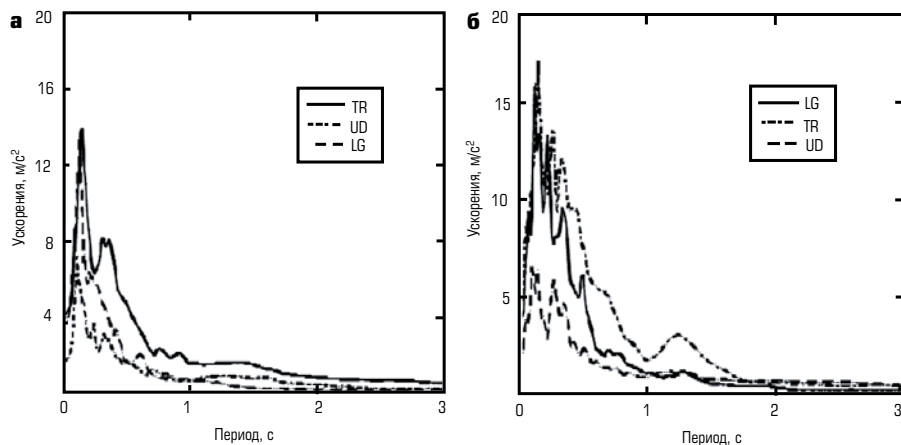 а
20
16
12
8
4
0
1
2
3
Ускорения, м/с²
Период, с
TR
UD
LG
б
20
15
10
5
0
1
2
3
Ускорения, м/с²
Период, с
LG
TR
UD